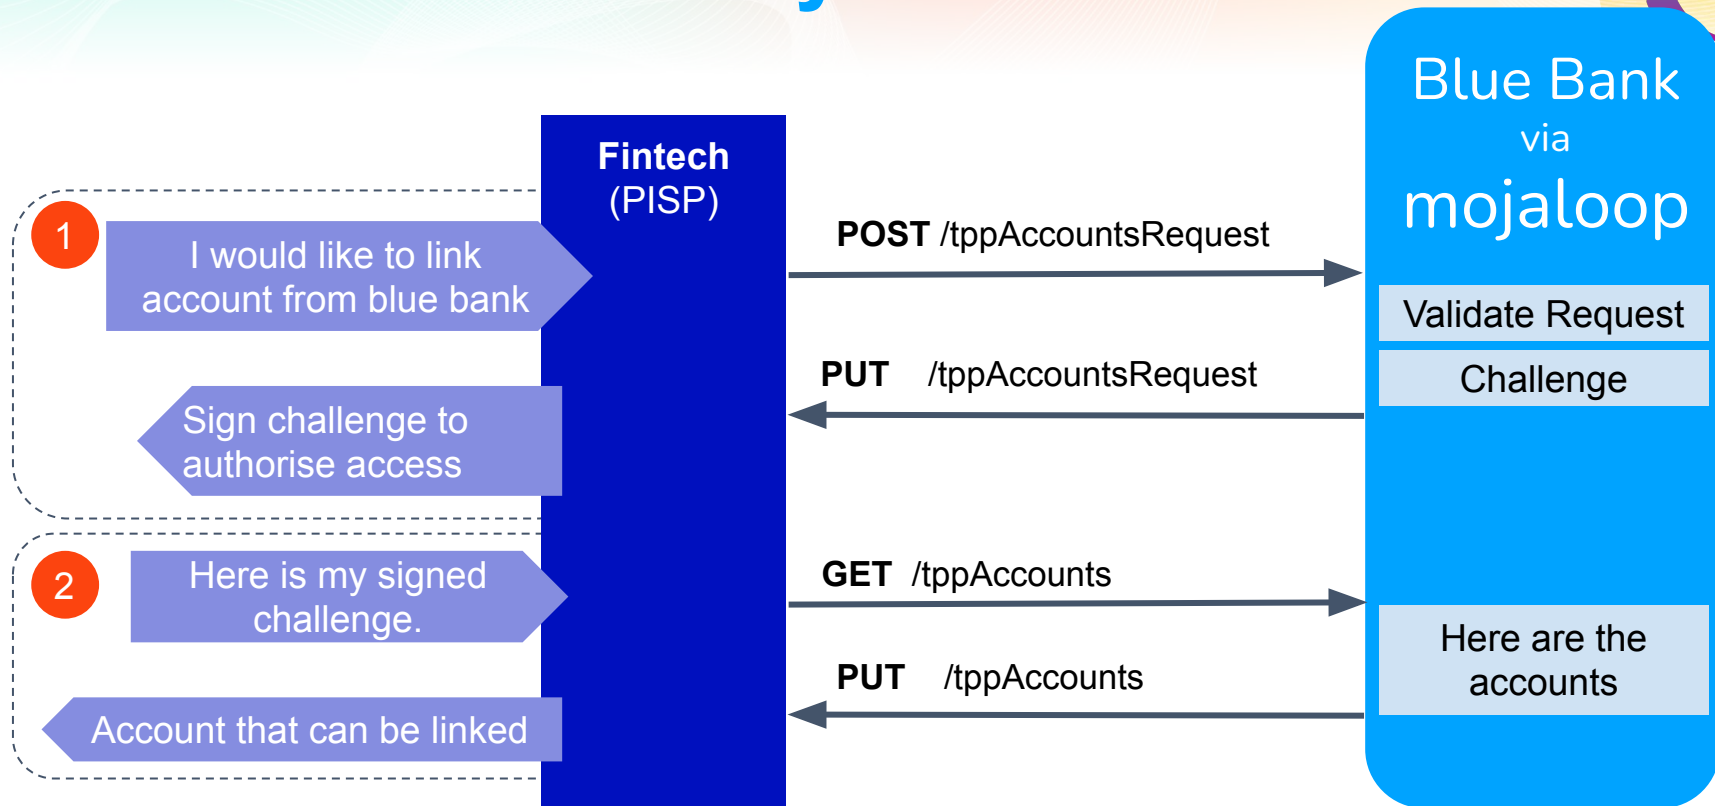 Blue Bank
via
mojaloop
Fintech
(PISP)
1
I would like to link
account from blue bank
POST /tppAccountsRequest
Validate Request
Challenge
PUT /tppAccountsRequest
Sign challenge to
authorise access
2
Here is my signed
challenge.
GET /tppAccounts
Here are the
accounts
PUT /tppAccounts
Account that can be linked